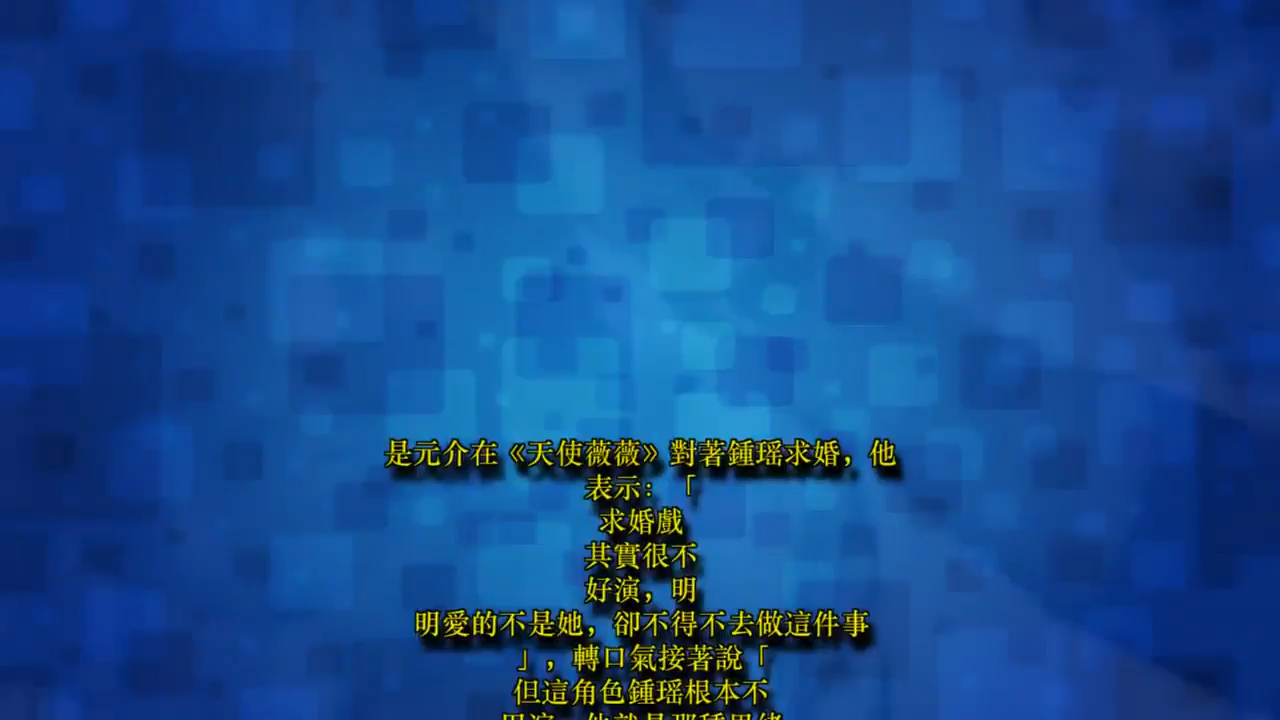 是元介在《天使薇薇》對著鍾瑶求婚，他
表示：「
求婚戲
其實很不
好演，明
明愛的不是她，卻不得不去做這件事
」，轉口氣接著說「
但這角色鍾瑶根本不